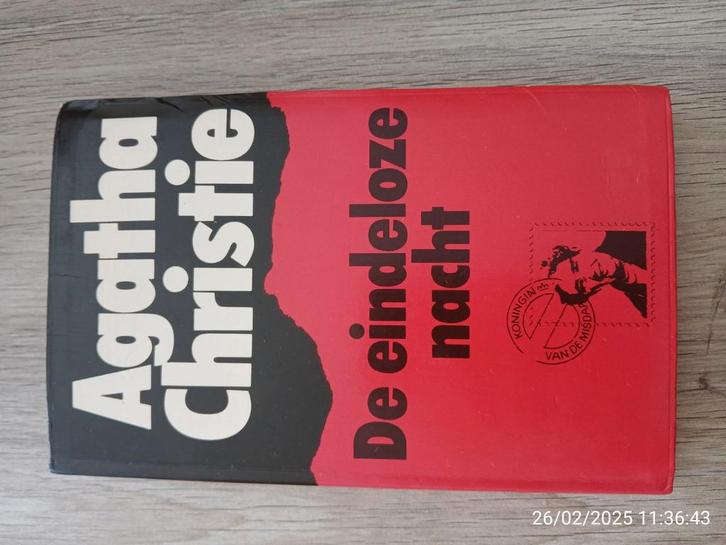 Agatha
Christie
De eindeloze
nacht
KONINGIN
VAN DE MISDAAD
26/02/2025 11:36:43